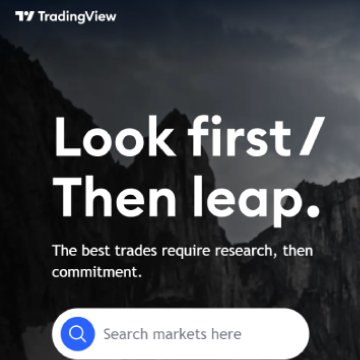 TradingView
Look first /
Then leap.
The best trades require research, then
commitment.
Search markets here